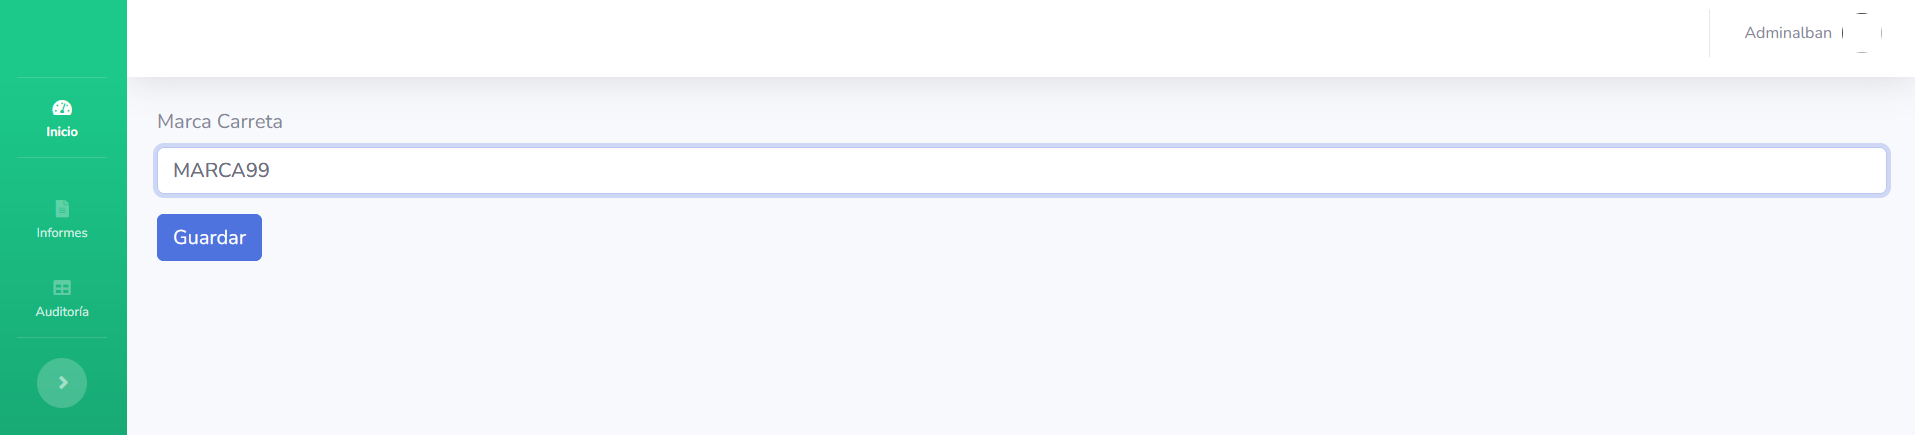 Adminalban
Inicio
Informes
Auditoría
Marca Carreta
MARCA99
Guardar